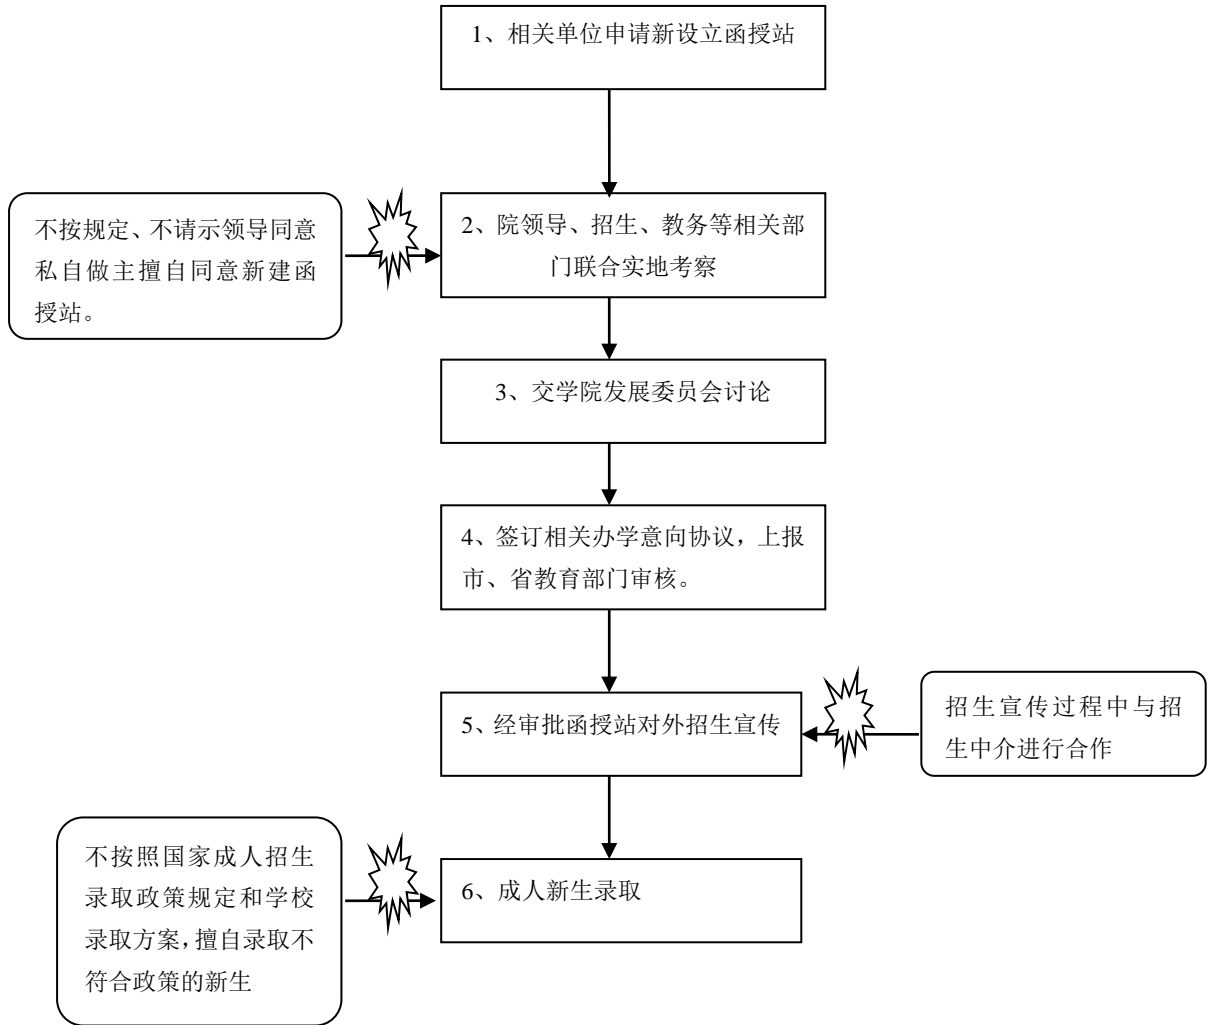 1、相关单位申请新设立函授站
不按规定、不请示领导同意
私自做主擅自同意新建函
授站。
2、院领导、招生、教务等相关部
门联合实地考察
3、交学院发展委员会讨论
4、签订相关办学意向协议，上报
市、省教育部门审核。
5、经审批函授站对外招生宣传
招生宣传过程中与招
生中介进行合作
不按照国家成人招生
录取政策规定和学校
录取方案，擅自录取不
符合政策的新生
6、成人新生录取